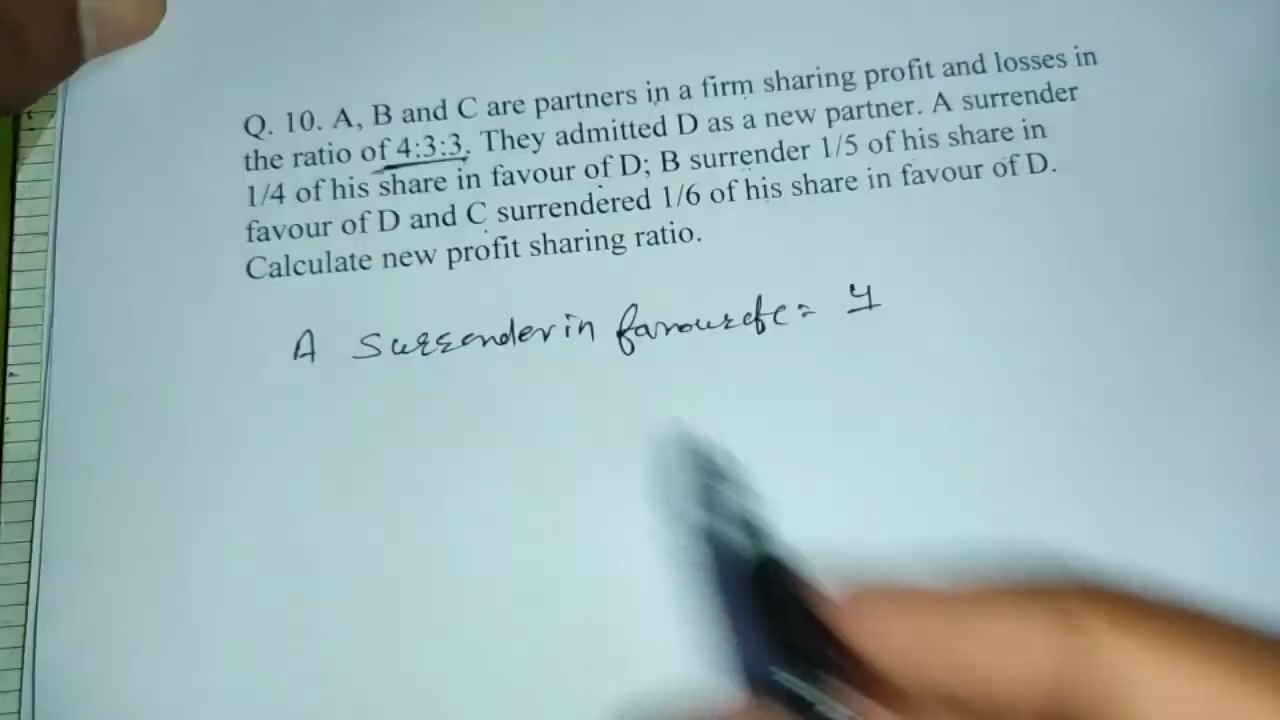 Q. 10. A, B and C are partners in a firm sharing profit and losses in
the ratio of 4:3:3. They admitted D as a new partner. A surrender
1/4 of his share in favour of D; B surrender 1/5 of his share in
favour of D and C surrendered 1/6 of his share in favour of D.
Calculate new profit sharing ratio.
A surrender in favour of c = 4